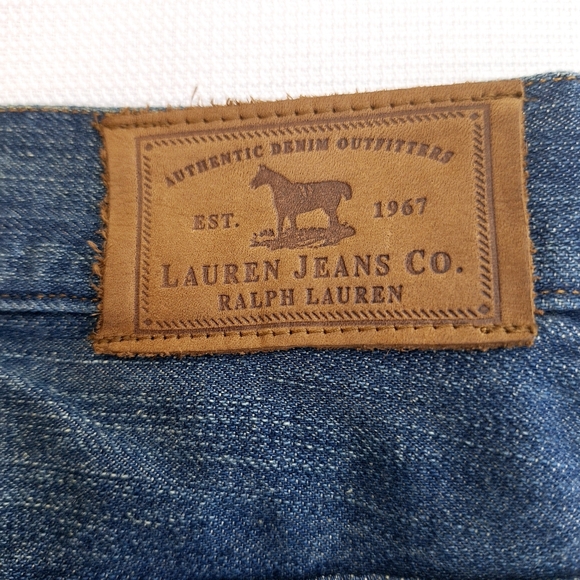 AUTHENTIC DENIM OUTFITTERS
EST. 1967
LAUREN JEANS CO.
RALPH LAUREN